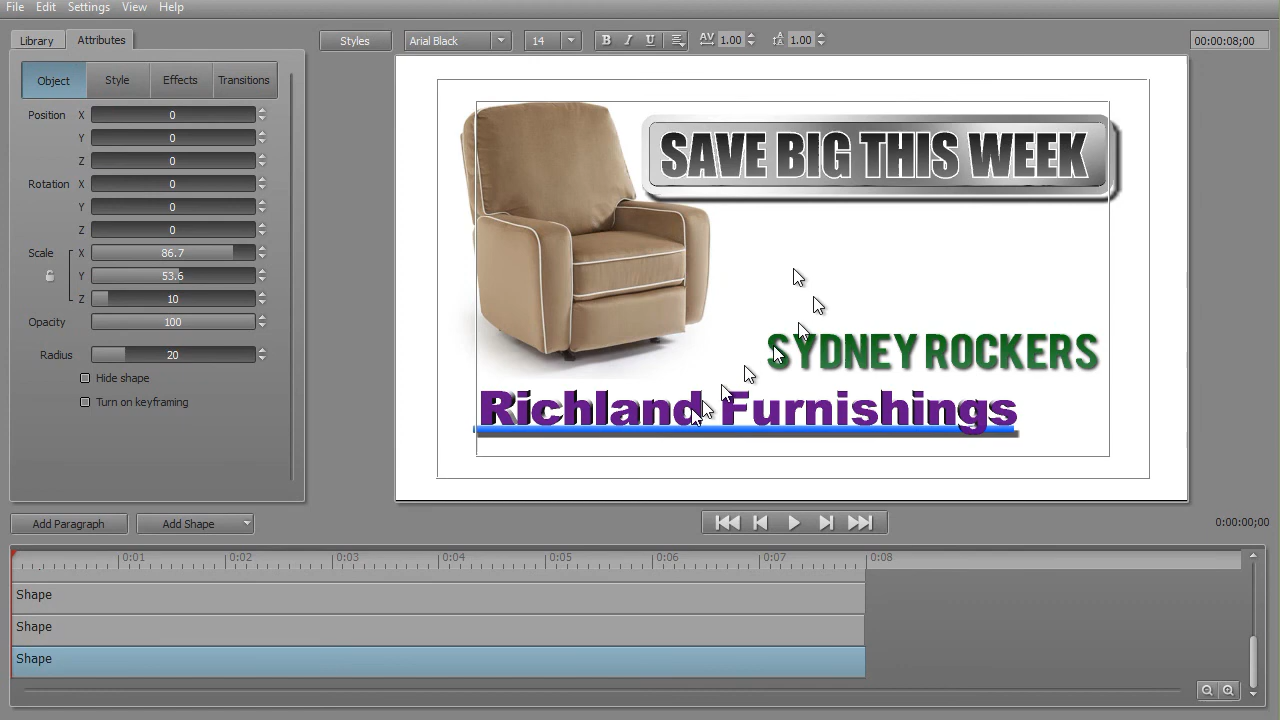 File Edit Settings View Help
Library Attributes Styles Arial Black 14 B I U AV 1.00 A 1.00 00:00:08;00
Object Style Effects Transitions
Position X 0
Y 0
Z 0
Rotation X 0
Y 0
Z 0
Scale X 86.7
Y 53.6
Z 10
Opacity 100
Radius 20
Hide shape
Turn on keyframing
SAVE BIG THIS WEEK
SYDNEY ROCKERS
Richland Furnishings
Add Paragraph Add Shape 0:00:00;00
0:01 0:02 0:03 0:04 0:05 0:06 0:07 0:08
Shape
Shape
Shape